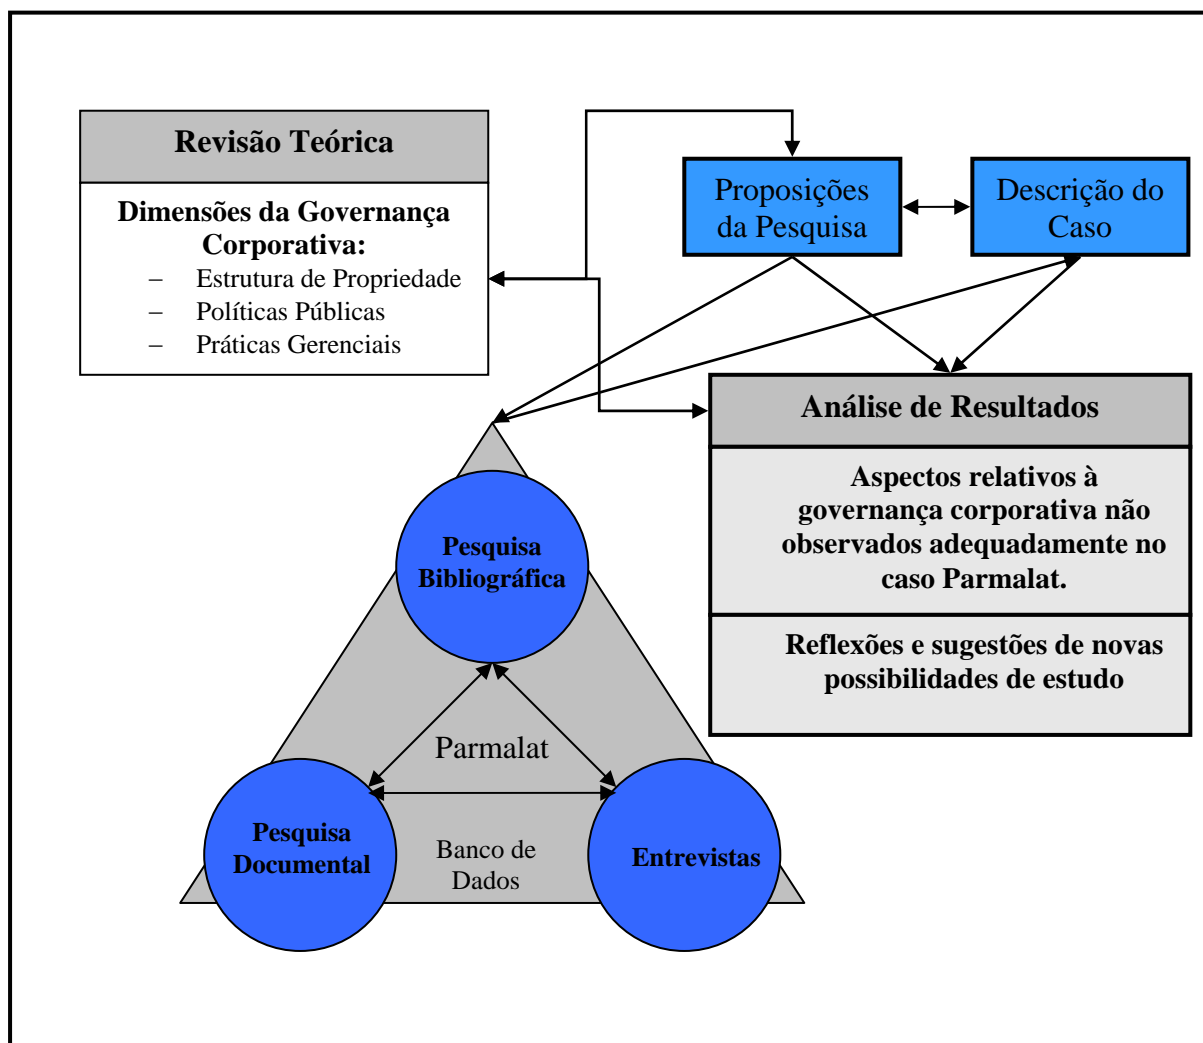 Revisão Teórica
Dimensões da Governança
Corporativa:
– Estrutura de Propriedade
– Políticas Públicas
– Práticas Gerenciais
Proposições
da Pesquisa
Descrição do
Caso
Análise de Resultados
Aspectos relativos à
governança corporativa não
observados adequadamente no
caso Parmalat.
Reflexões e sugestões de novas
possibilidades de estudo
Pesquisa
Bibliográfica
Parmalat
Pesquisa
Documental
Banco de
Dados
Entrevistas